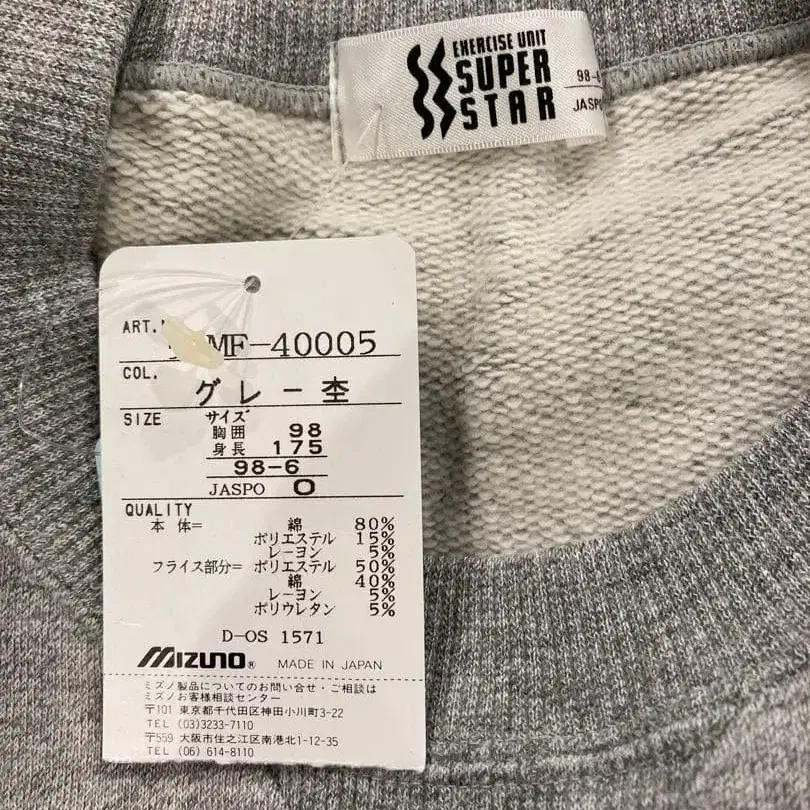 EXERCISE UNIT
SUPER
STAR
98-6
JASPO
ART.
MF-40005
COL.
グレー杢
SIZE サイズ
胸囲 98
身長 175
98-6
JASPO O
QUALITY
本体= 綿 80%
ポリエステル 15%
レーヨン 5%
フライス部分= ポリエステル 50%
綿 40%
レーヨン 5%
ポリウレタン 5%
D-OS 1571
MIZUNO® MADE IN JAPAN
ミズノ製品についてのお問い合せ・ご相談は
ミズノお客様相談センター
〒101 東京都千代田区神田小川町3-22
TEL (03)3233-7110
〒559 大阪市住之江区南港北1-12-35
TEL (06) 614-8110